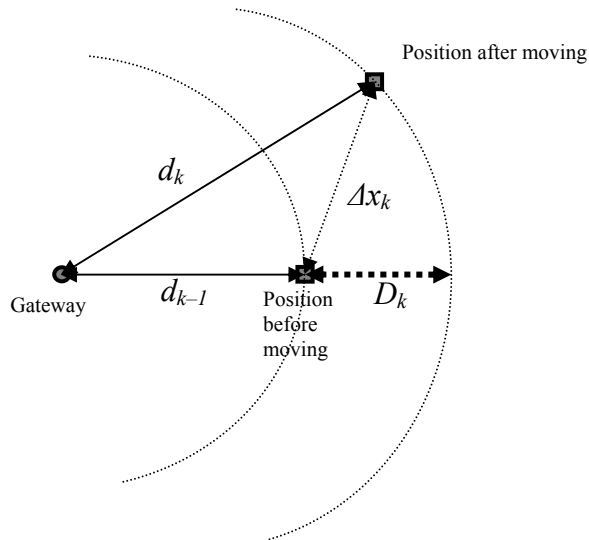 Position after moving
d_k
Δx_k
Gateway
d_{k–1}
Position
before
moving
D_k